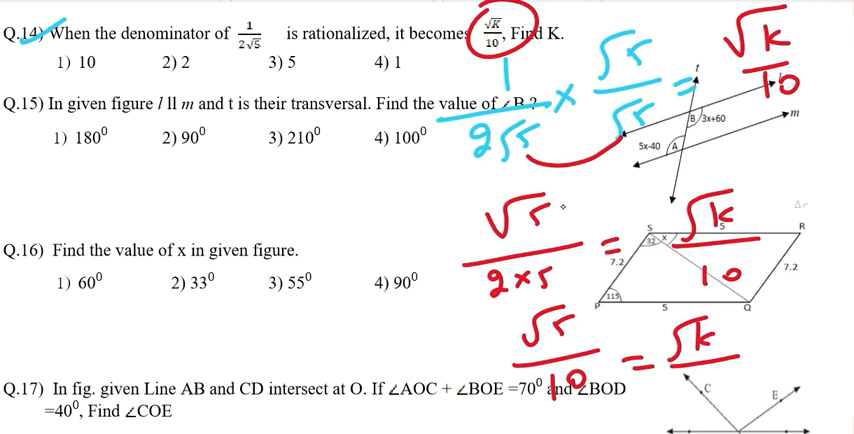 Q.14) When the denominator of 1/(2√5) is rationalized, it becomes √K/10, Find K.
1) 10 2) 2 3) 5 4) 1
1/(2√5) × √5/√5 = √k/10
Q.15) In given figure l ll m and t is their transversal. Find the value of ∠B ?
1) 180⁰ 2) 90⁰ 3) 210⁰ 4) 100⁰
t
m
B 3x+60
5x-40 A
√5/(2×5) = √k/10
Q.16) Find the value of x in given figure.
1) 60⁰ 2) 33⁰ 3) 55⁰ 4) 90⁰
S 5 R
32 x
7.2 7.2
115
P 5 Q
√5/10 = √k
Q.17) In fig. given Line AB and CD intersect at O. If ∠AOC + ∠BOE =70⁰ and ∠BOD
=40⁰, Find ∠COE
C E